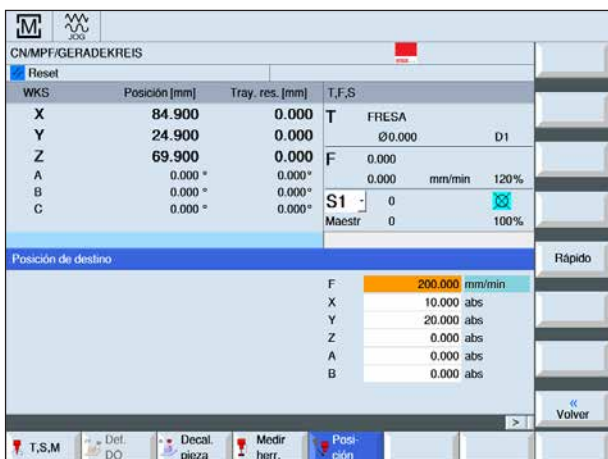 M
JOG
CN/MPF/GERADEKREIS
Reset
WKS Posición [mm] Tray. res. [mm] T,F,S
X 84.900 0.000 T FRESA
Y 24.900 0.000 Ø0.000 D1
Z 69.900 0.000 F 0.000
A 0.000 ° 0.000° 0.000 mm/min 120%
B 0.000 ° 0.000° S1 0
C 0.000 ° 0.000° Maestr 0 100%
Posición de destino Rápido
F 200.000 mm/min
X 10.000 abs
Y 20.000 abs
Z 0.000 abs
A 0.000 abs
B 0.000 abs
« Volver
>
T,S,M Det. DO Decal. pieza Medir herr. Posi- ción